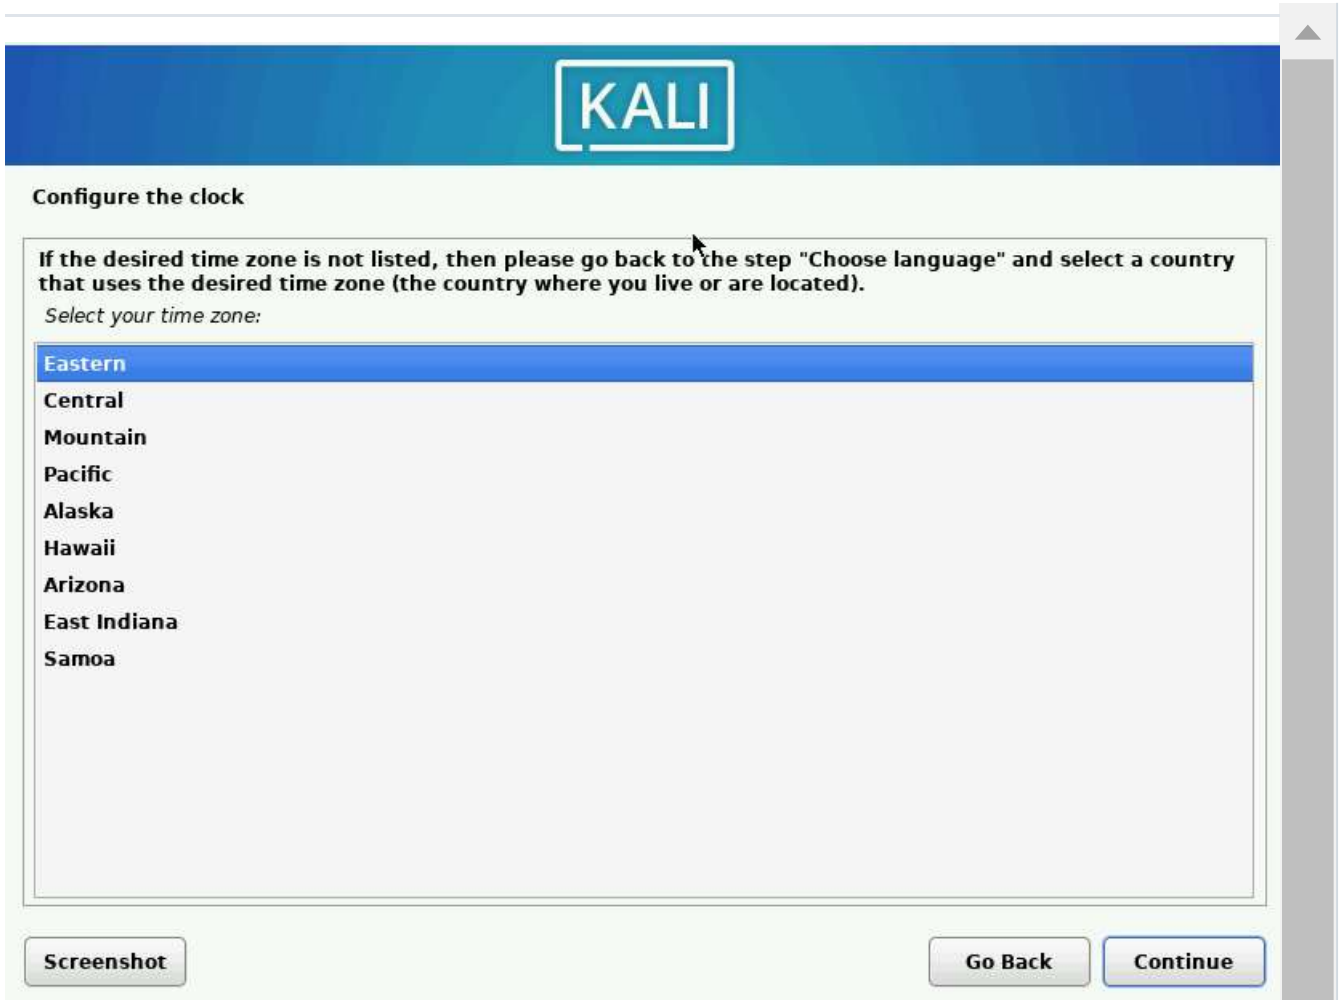 KALI
Configure the clock
If the desired time zone is not listed, then please go back to the step "Choose language" and select a country
that uses the desired time zone (the country where you live or are located).
Select your time zone:
Eastern
Central
Mountain
Pacific
Alaska
Hawaii
Arizona
East Indiana
Samoa
Screenshot
Go Back
Continue